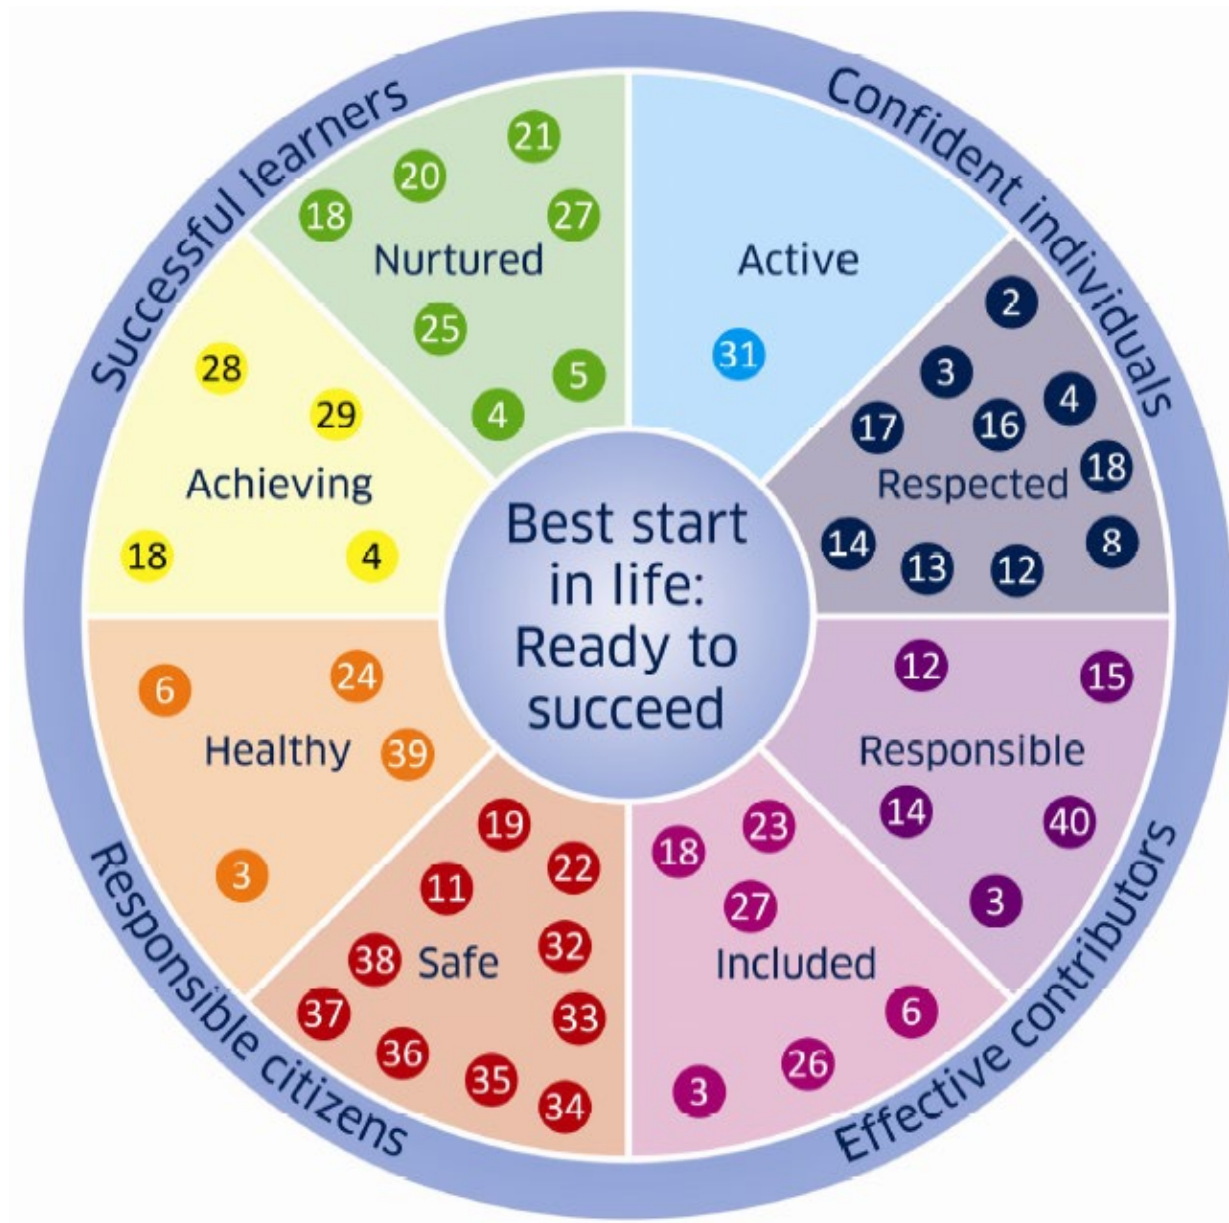 Successful learners
Confident individuals
21
20
18
27
Nurtured
25
5
4
Active
31
2
3
4
17
16
18
Respected
14
13
12
8
12
15
Responsible
14
40
3
18
23
27
Included
6
26
3
19
22
11
32
38
Safe
37
33
36
35
34
6
24
Healthy
39
3
28
29
Achieving
18
4
Best start
in life:
Ready to
succeed
Responsible citizens
Effective contributors